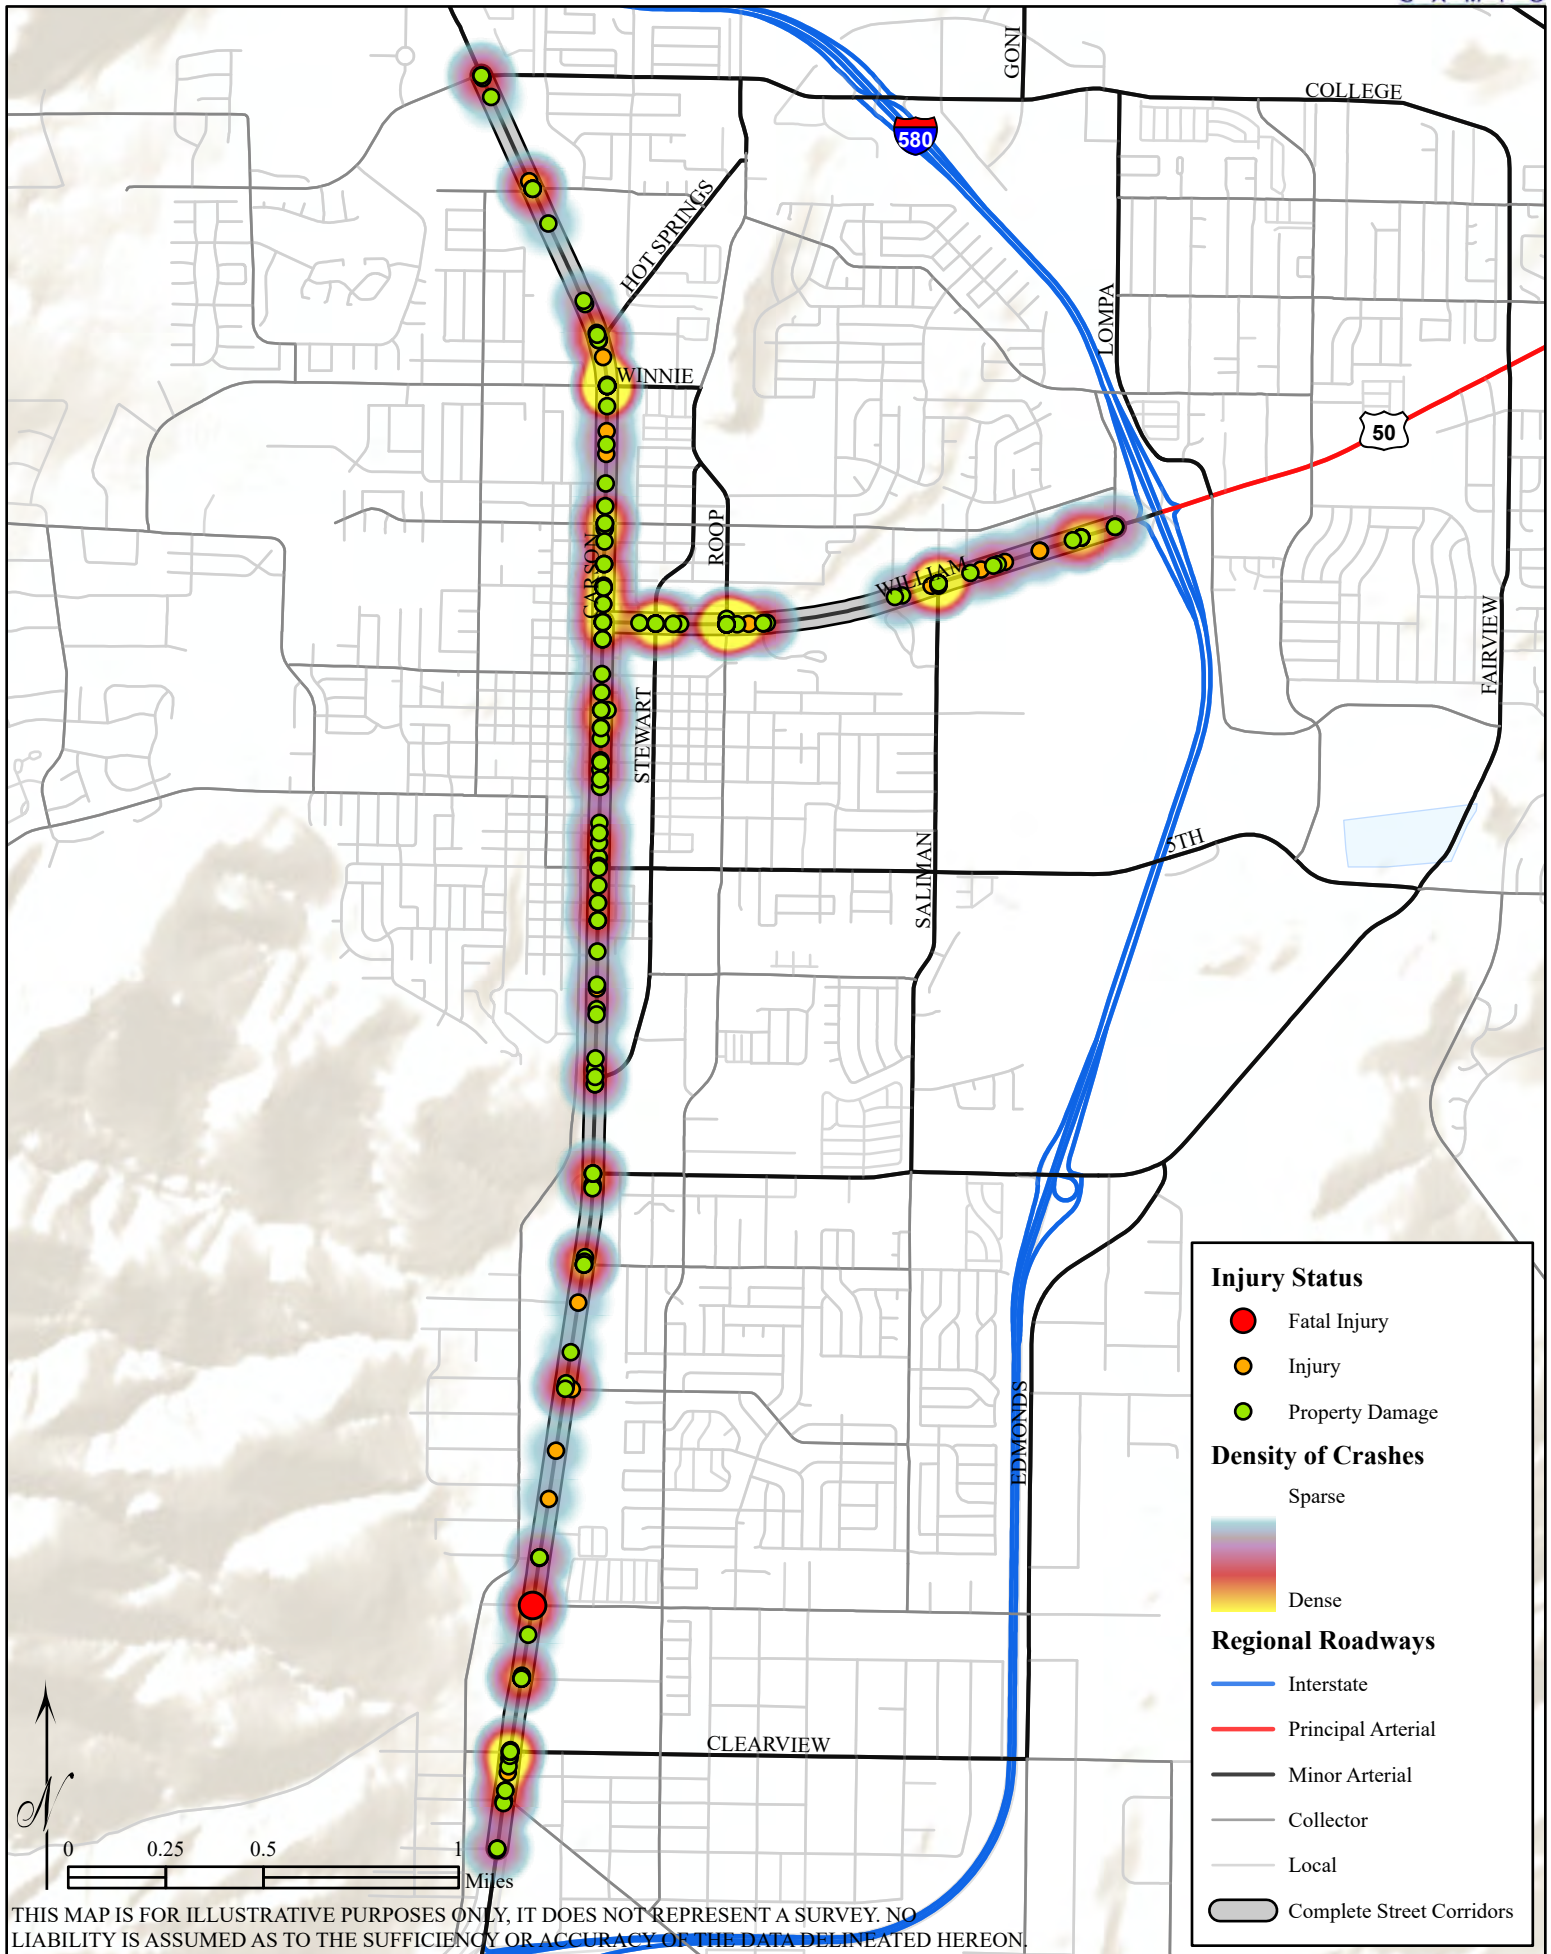 GONI
COLLEGE
580
HOT SPRINGS
LOMPA
WINNIE
50
ROOP
CARSON
WILLIAM
FAIRVIEW
STEWART
5TH
SALIMAN
EDMONDS
CLEARVIEW
Injury Status
Fatal Injury
Injury
Property Damage
Density of Crashes
Sparse
Dense
Regional Roadways
Interstate
Principal Arterial
Minor Arterial
Collector
Local
Complete Street Corridors
N
0 0.25 0.5 1
Miles
THIS MAP IS FOR ILLUSTRATIVE PURPOSES ONLY, IT DOES NOT REPRESENT A SURVEY. NO
LIABILITY IS ASSUMED AS TO THE SUFFICIENCY OR ACCURACY OF THE DATA DELINEATED HEREON.